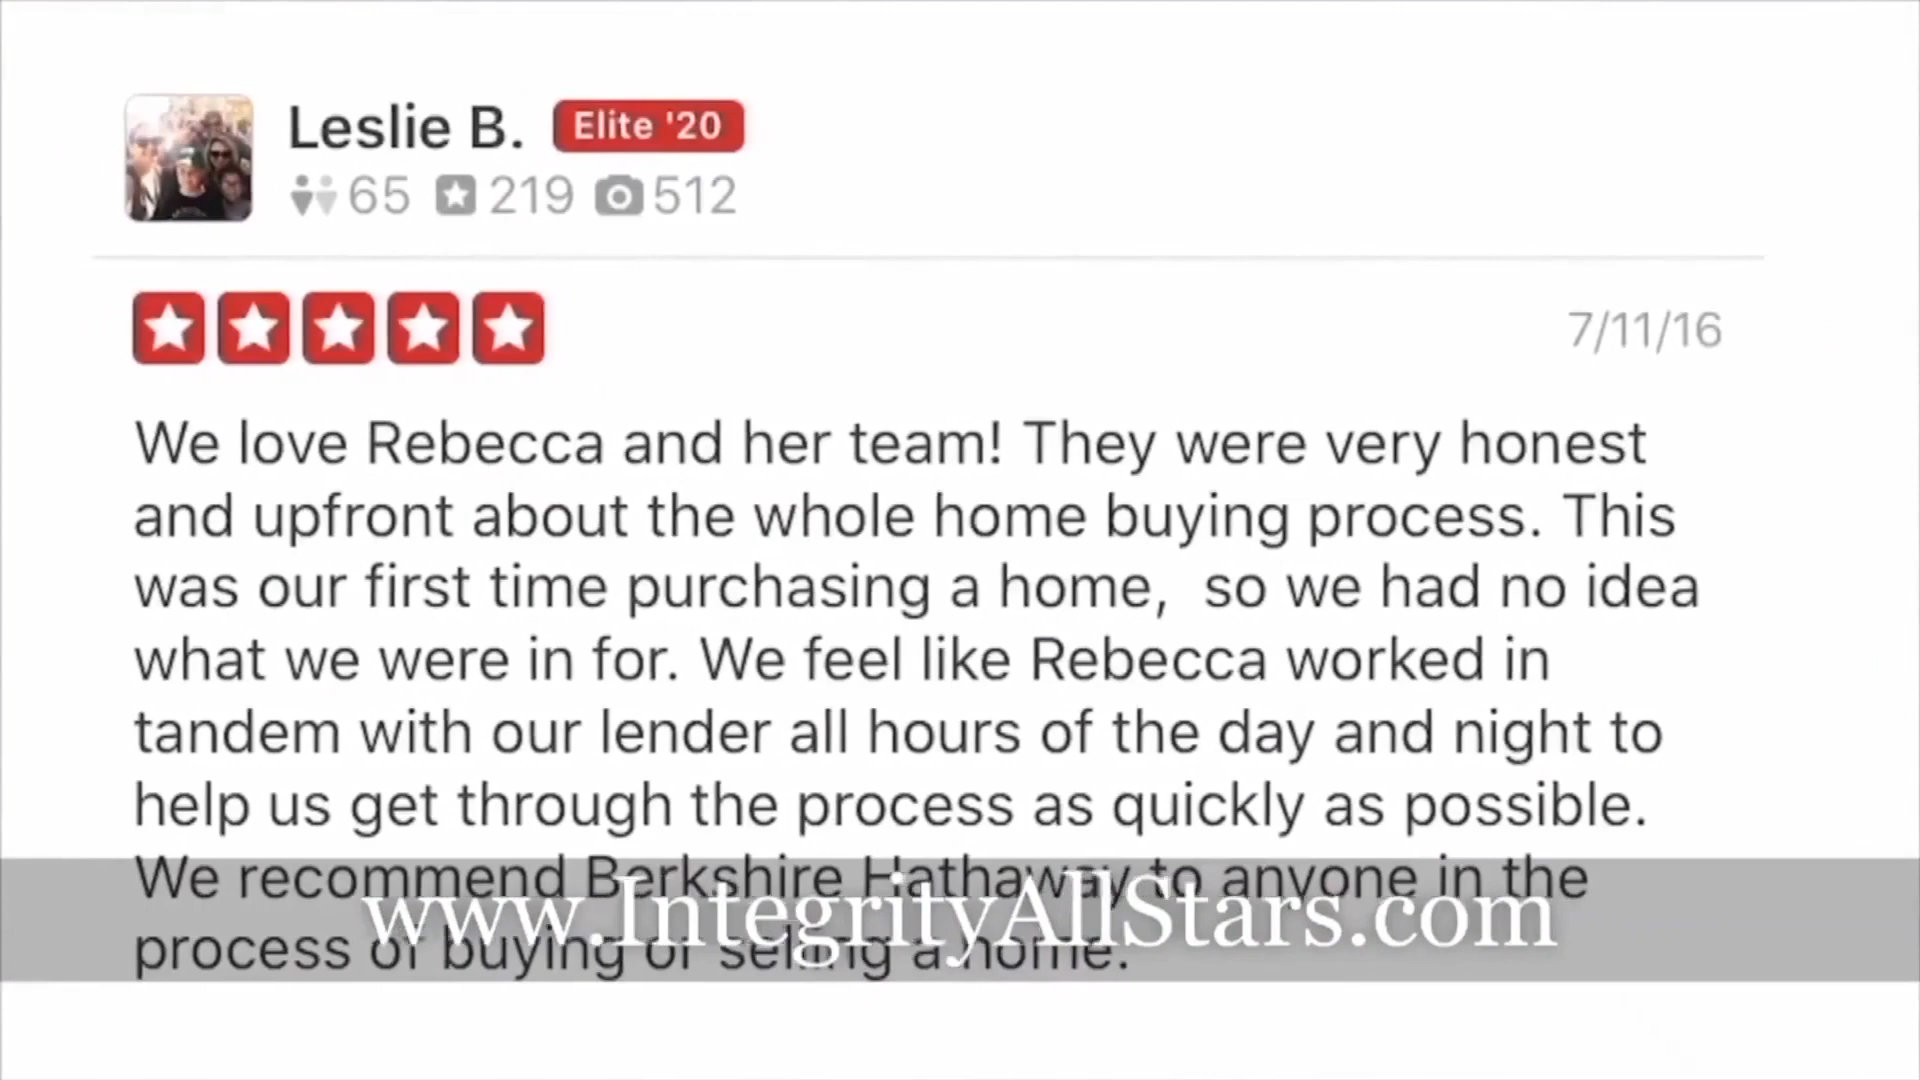 Leslie B. Elite '20
65 219 512
7/11/16
We love Rebecca and her team! They were very honest
and upfront about the whole home buying process. This
was our first time purchasing a home,  so we had no idea
what we were in for. We feel like Rebecca worked in
tandem with our lender all hours of the day and night to
help us get through the process as quickly as possible.
We recommend Berkshire Hathaway to anyone in the
www.IntegrityAllStars.com
process of buying or selling a home.